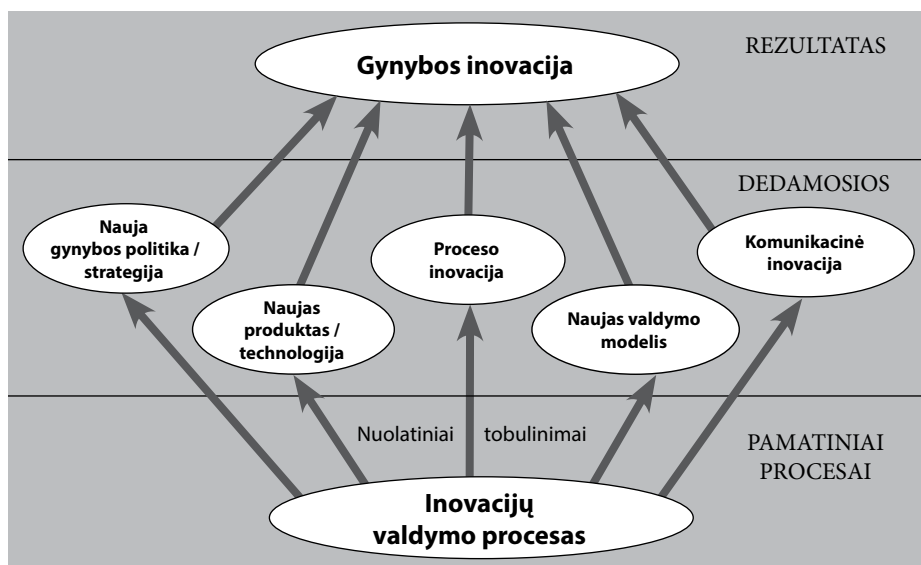 REZULTATAS
Gynybos inovacija
DEDAMOSIOS
Nauja
gynybos politika /
strategija
Naujas
produktas /
technologija
Proceso
inovacija
Naujas valdymo
modelis
Komunikacinė
inovacija
Nuolatiniai tobulinimai
PAMATINIAI
PROCESAI
Inovacijų
valdymo procesas